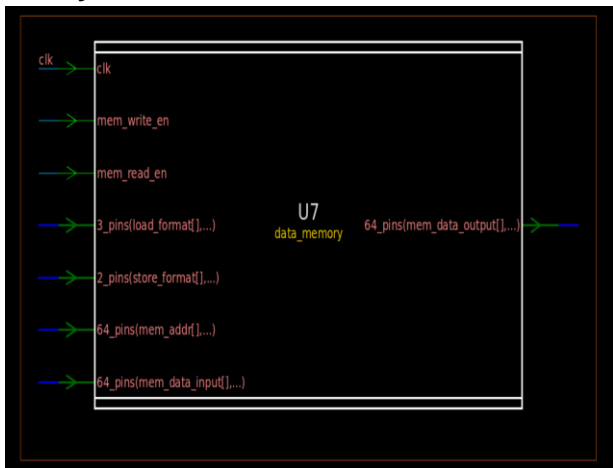 clk
clk
mem_write_en
mem_read_en
3_pins(load_format[],...)
U7
data_memory
64_pins(mem_data_output[],...)
2_pins(store_format[],...)
64_pins(mem_addr[],...)
64_pins(mem_data_input[],...)